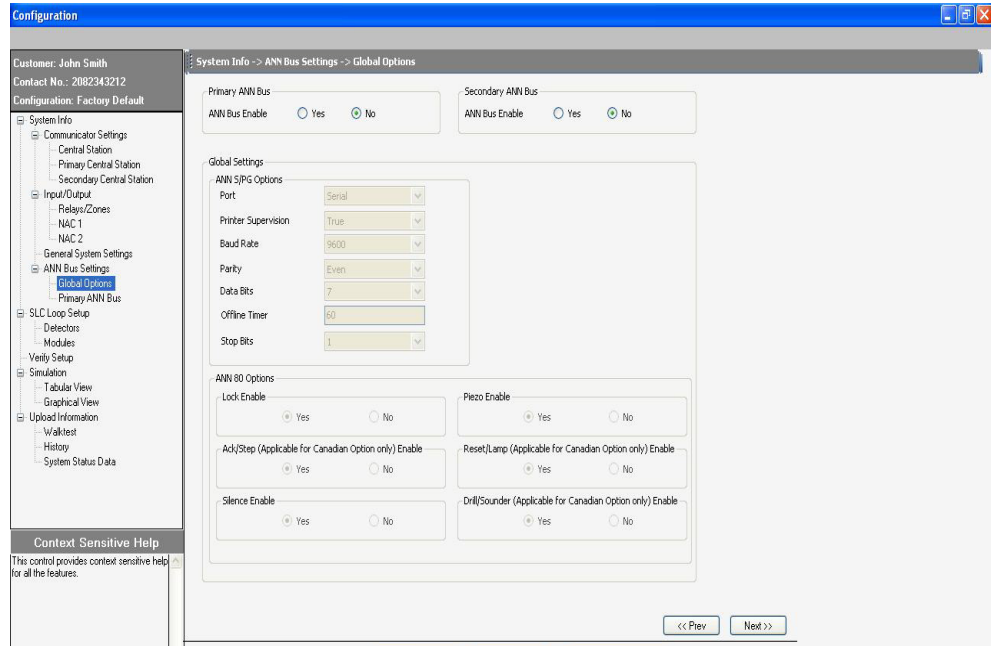 Configuration
Customer: John Smith
Contact No.: 2082343212
Configuration: Factory Default
System Info
Communicator Settings
Central Station
Primary Central Station
Secondary Central Station
Input/Output
Relays/Zones
NAC 1
NAC 2
General System Settings
ANN Bus Settings
Global Options
Primary ANN Bus
SLC Loop Setup
Detectors
Modules
Verify Setup
Simulation
Tabular View
Graphical View
Upload Information
Walktest
History
System Status Data
Context Sensitive Help
This control provides context sensitive help
for all the features.
System Info -> ANN Bus Settings -> Global Options
Primary ANN Bus
ANN Bus Enable Yes No
Secondary ANN Bus
ANN Bus Enable Yes No
Global Settings
ANN S/PG Options
Port Serial
Printer Supervision True
Baud Rate 9600
Parity Even
Data Bits 7
Offline Timer 60
Stop Bits 1
ANN 80 Options
Lock Enable
Yes No
Piezo Enable
Yes No
Ack/Step (Applicable for Canadian Option only) Enable
Yes No
Reset/Lamp (Applicable for Canadian Option only) Enable
Yes No
Silence Enable
Yes No
Drill/Sounder (Applicable for Canadian Option only) Enable
Yes No
<< Prev Next >>